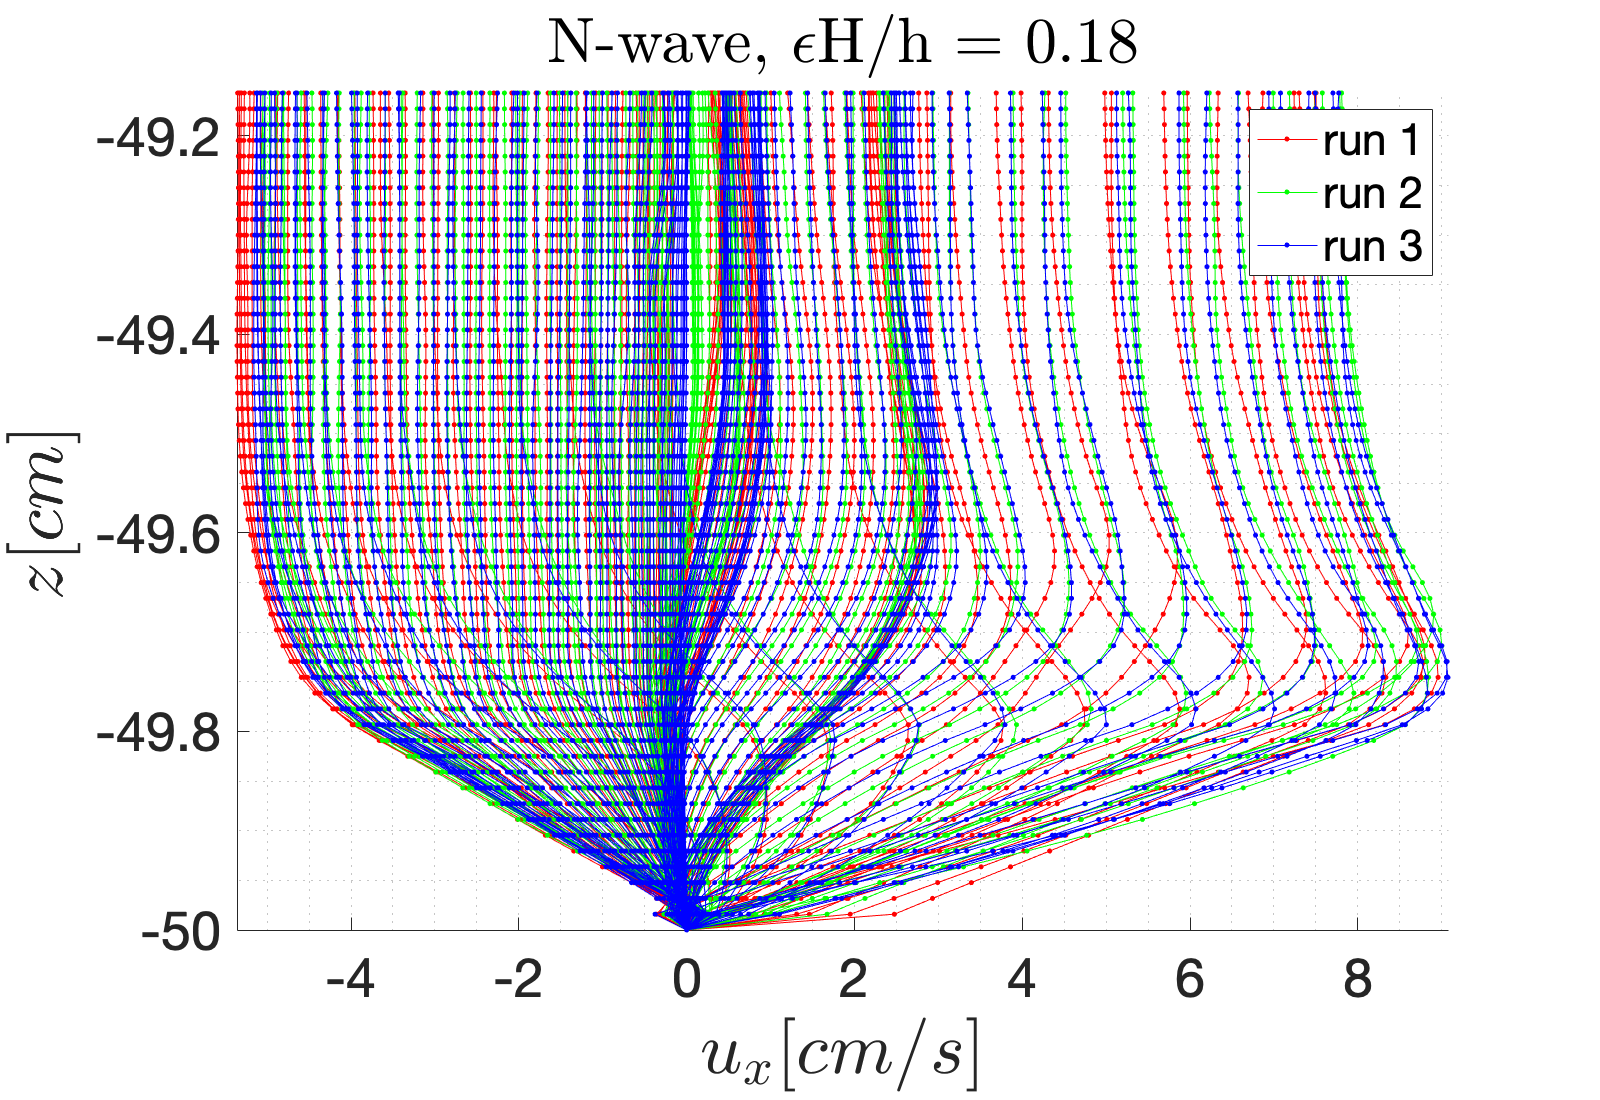 N-wave, ϵH/h = 0.18
-49.2
-49.4
-49.6
-49.8
-50
z[cm]
-4 -2 0 2 4 6 8
u_x[cm/s]
run 1
run 2
run 3